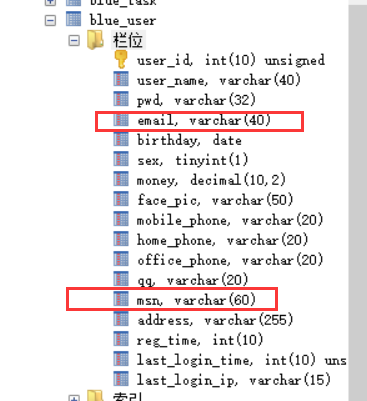 blue_task
blue_user
栏位
user_id, int(10) unsigned
user_name, varchar(40)
pwd, varchar(32)
email, varchar(40)
birthday, date
sex, tinyint(1)
money, decimal(10,2)
face_pic, varchar(50)
mobile_phone, varchar(20)
home_phone, varchar(20)
office_phone, varchar(20)
qq, varchar(20)
msn, varchar(60)
address, varchar(255)
reg_time, int(10)
last_login_time, int(10) uns
last_login_ip, varchar(15)
索引